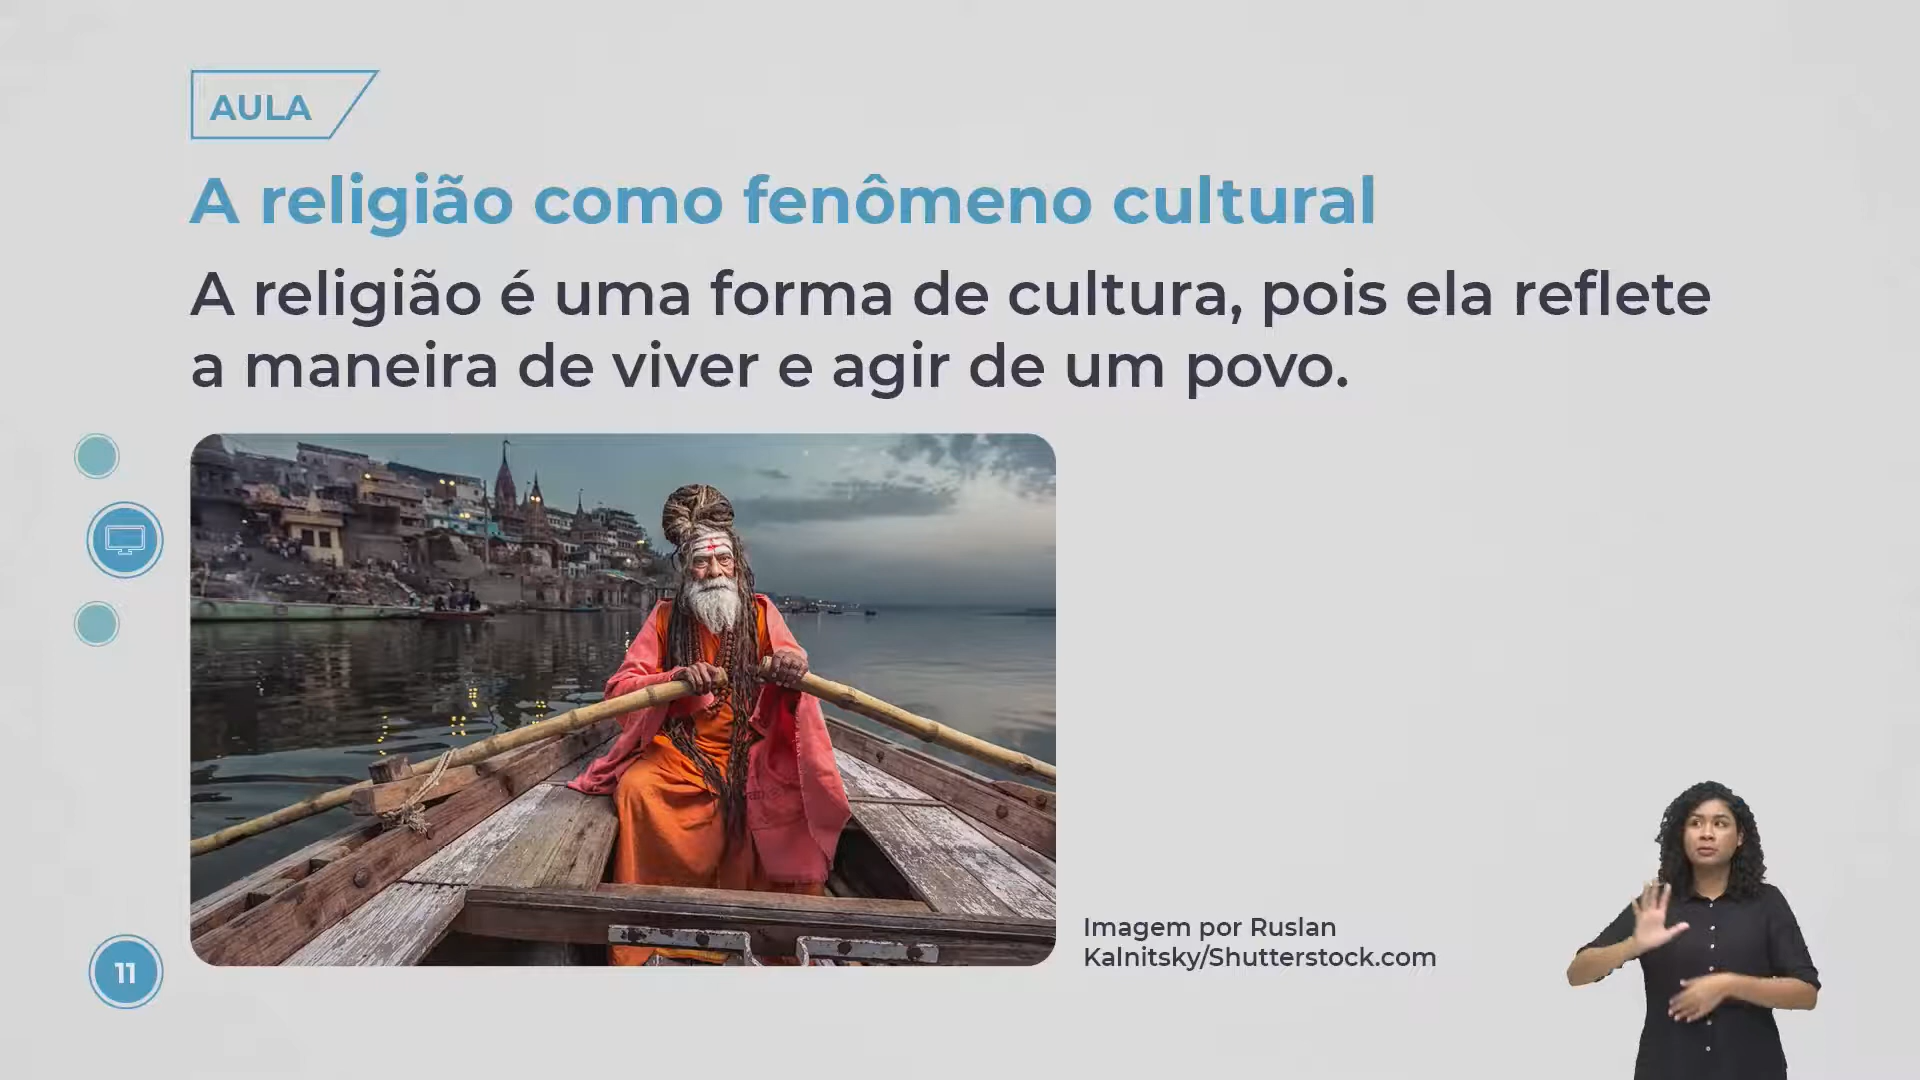 AULA
A religião como fenômeno cultural
A religião é uma forma de cultura, pois ela reflete
a maneira de viver e agir de um povo.
Imagem por Ruslan
Kalnitsky/Shutterstock.com
11